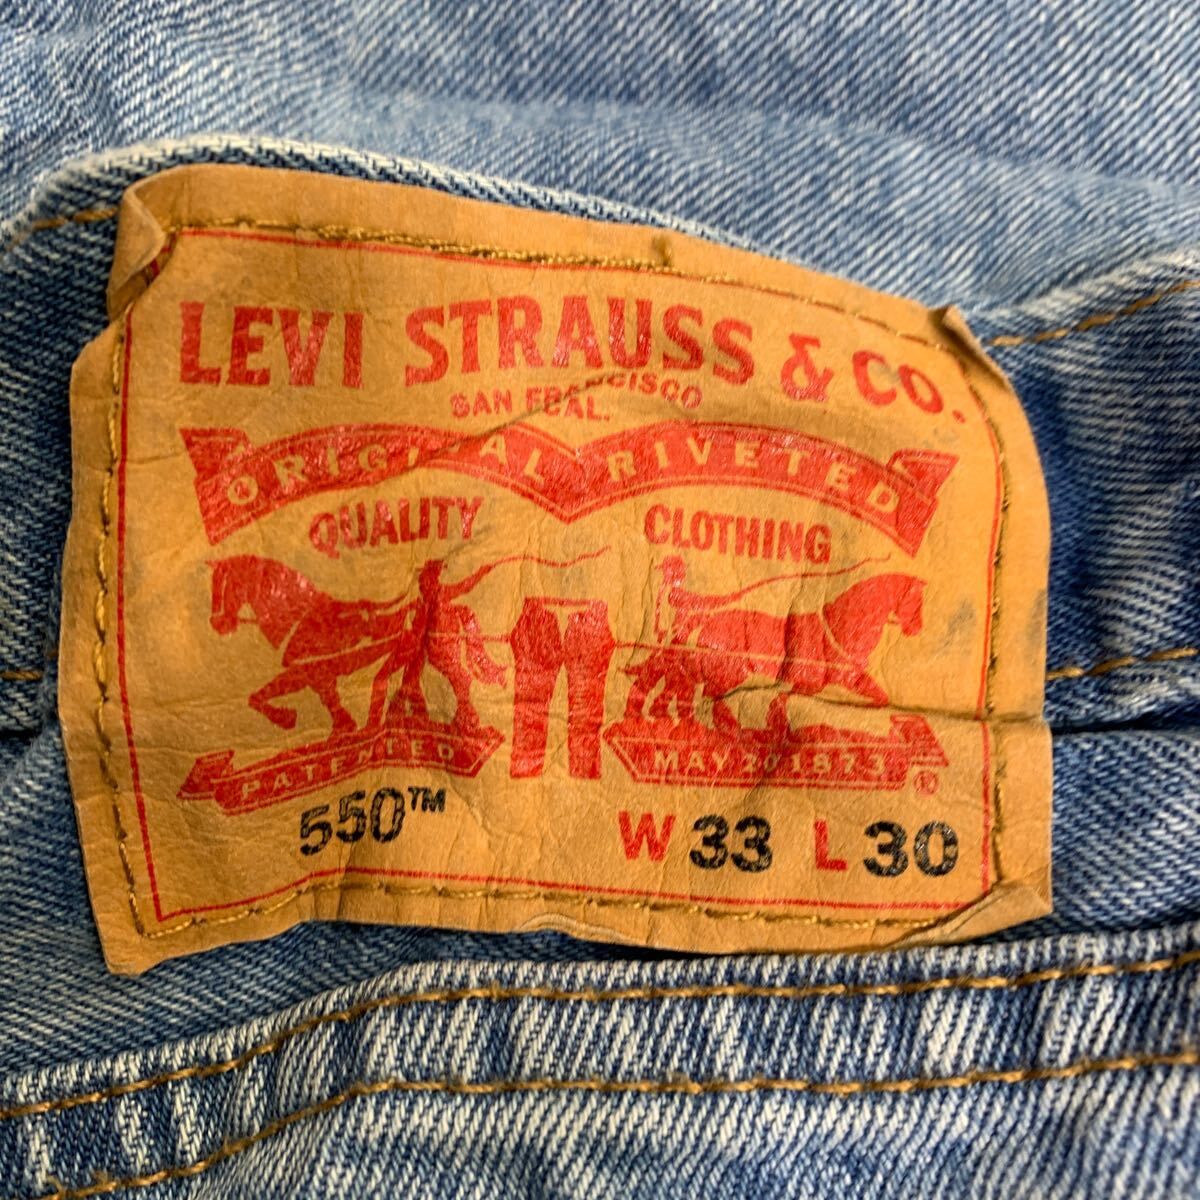 LEVI STRAUSS & CO.
SAN FRANCISCO
CAL.
ORIGINAL RIVETED
QUALITY CLOTHING
PATENTED MAY 20 1873 ®
550™ W 33 L 30